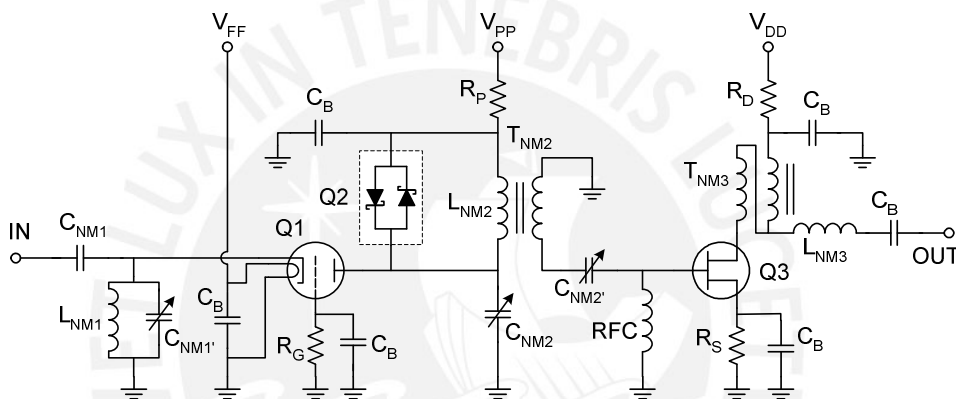 V_FF
V_PP
V_DD
R_P
C_B
R_D
C_B
T_NM2
T_NM3
Q2
L_NM2
C_B
IN
C_NM1
Q1
L_NM3
OUT
Q3
L_NM1
C_NM1'
C_B
C_NM2'
C_NM2
RFC
R_G
C_B
R_S
C_B
LUX IN TENEBRIS LUCET